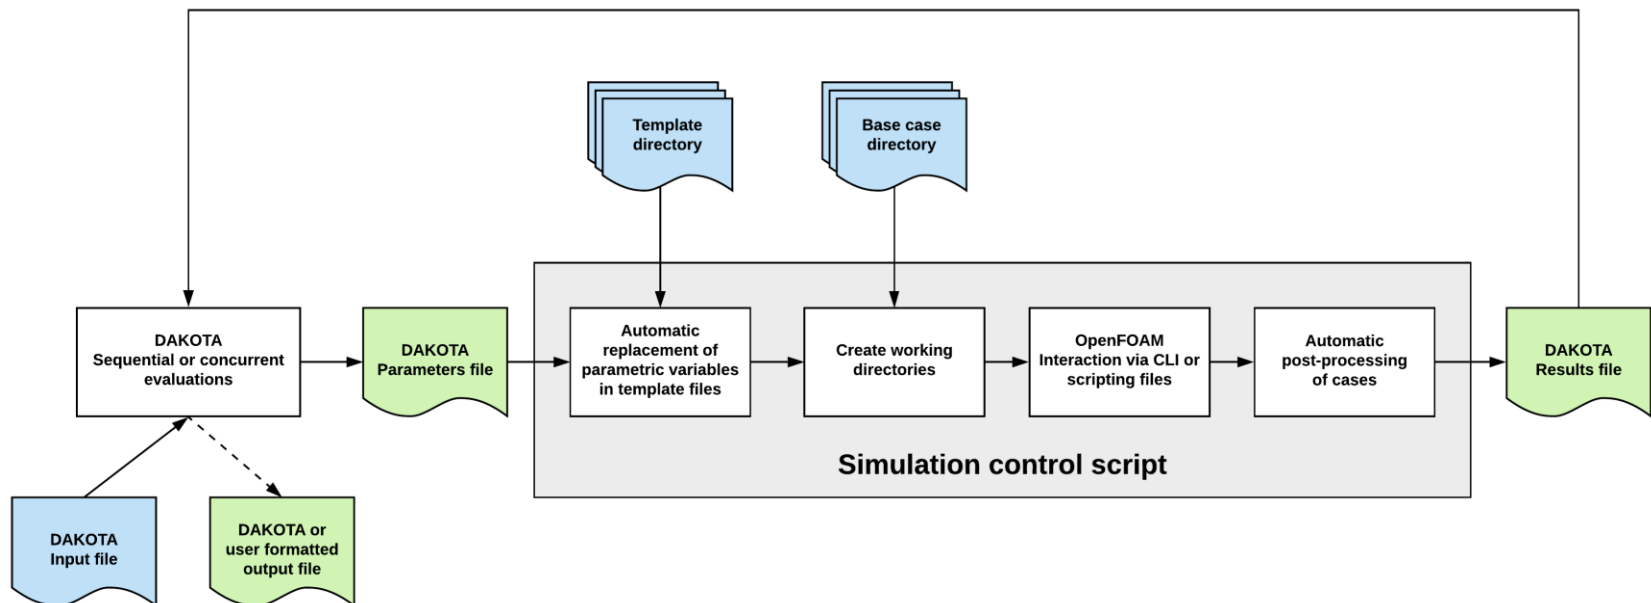 Template
directory
Base case
directory
DAKOTA
Sequential or concurrent
evaluations
DAKOTA
Parameters file
Automatic
replacement of
parametric variables
in template files
Create working
directories
OpenFOAM
Interaction via CLI or
scripting files
Automatic
post-processing
of cases
DAKOTA
Results file
Simulation control script
DAKOTA
Input file
DAKOTA or
user formatted
output file